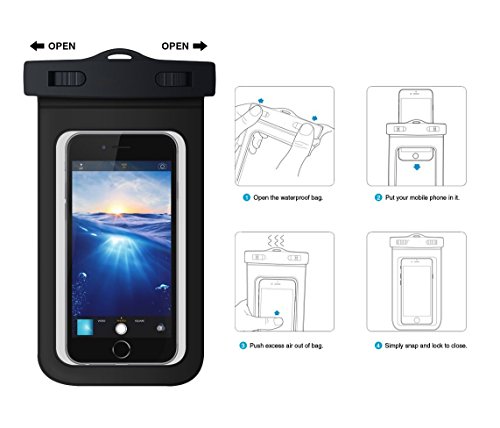 OPEN OPEN
1 Open the waterproof bag.
2 Put your mobile phone in it.
3 Push excess air out of bag.
4 Simply snap and lock to close.